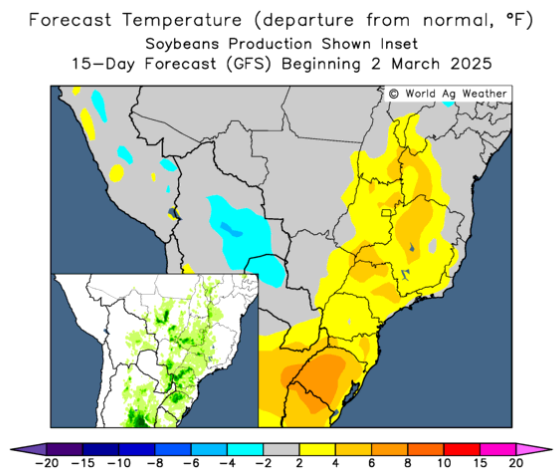 Forecast Temperature (departure from normal, °F)
Soybeans Production Shown Inset
15-Day Forecast (GFS) Beginning 2 March 2025
© World Ag Weather
-20 -15 -10 -8 -6 -4 -2 2 4 6 8 10 15 20